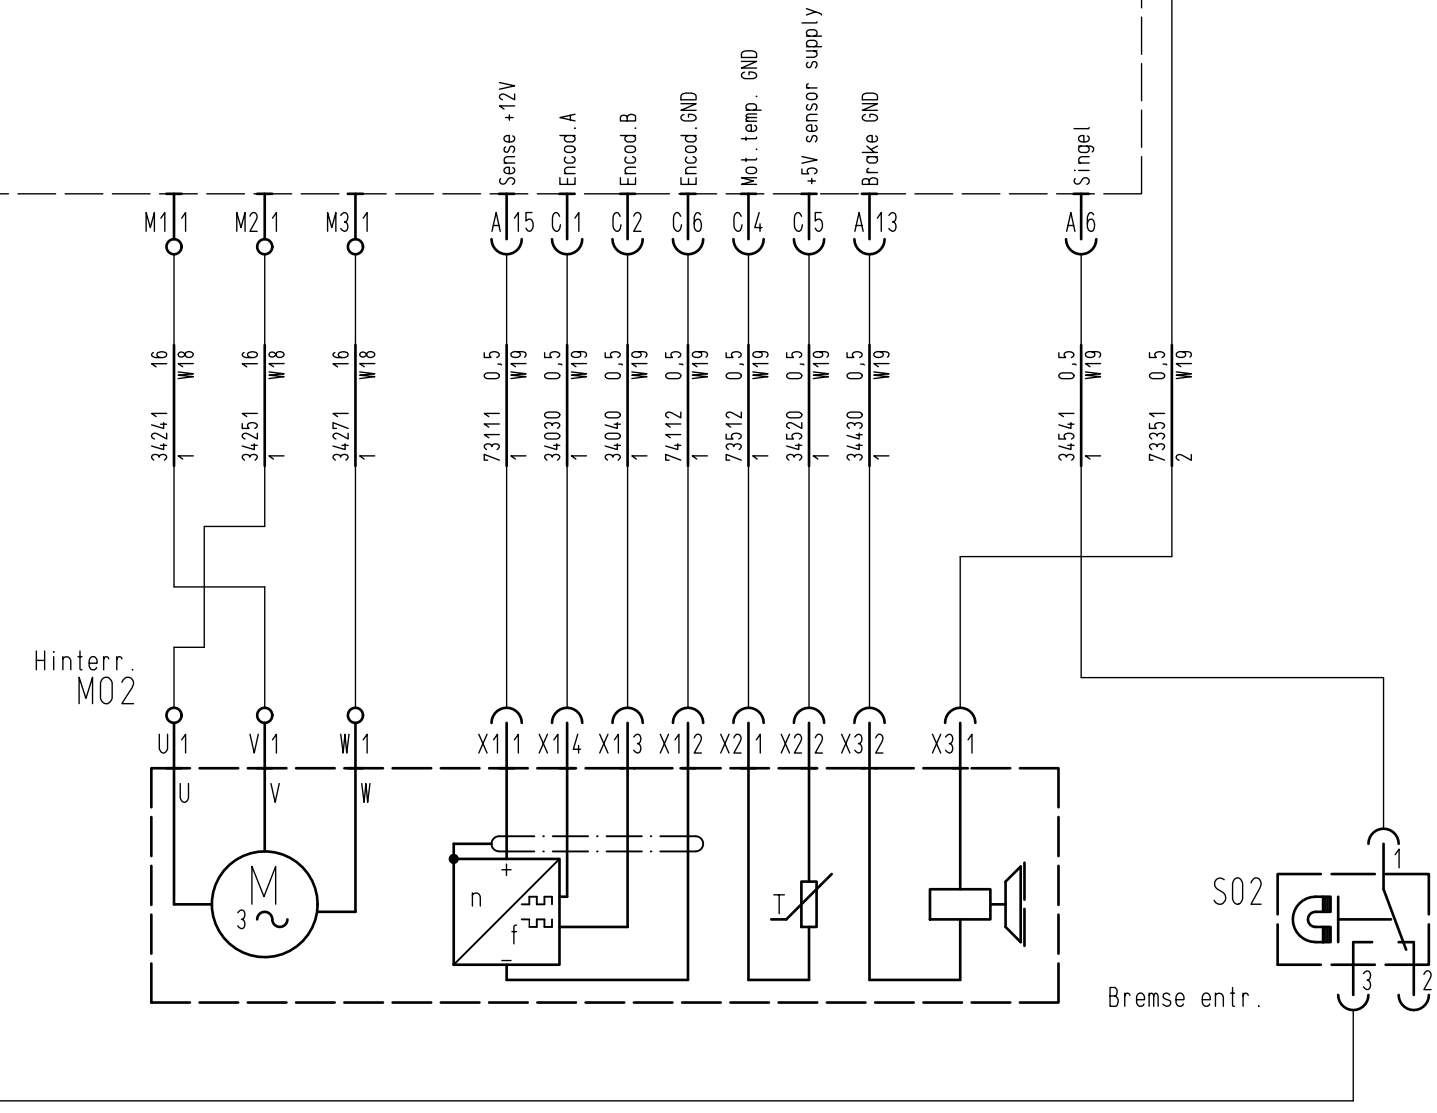 Sense +12V
Encod.A
Encod.B
Encod.GND
Mot.temp. GND
+5V sensor supply
Brake GND
Singel
M1 1
M2 1
M3 1
A 15
C 1
C 2
C 6
C 4
C 5
A 13
A 6
34241 16
1 W18
34251 16
1 W18
34271 16
1 W18
73111 0,5
1 W19
34030 0,5
1 W19
34040 0,5
1 W19
74112 0,5
1 W19
73512 0,5
1 W19
34520 0,5
1 W19
34430 0,5
1 W19
34541 0,5
1 W19
73351 0,5
2 W19
Hinterr.
M02
U 1
V 1
W 1
X1 1
X1 4
X1 3
X1 2
X2 1
X2 2
X3 2
X3 1
U
V
W
M
3
+
n
f
−
T
1
S02
3
2
Bremse entr.